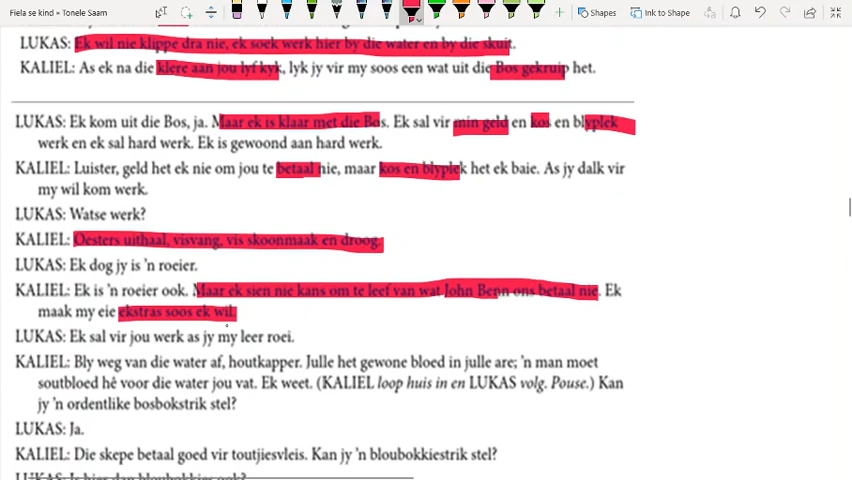 Fiela se kind » Tonele Saam
Shapes
Ink to Shape
LUKAS: Ek wil nie klippe dra nie, ek soek werk hier by die water en by die skuit.
KALIEL: As ek na die klere aan jou lyf kyk, lyk jy vir my soos een wat uit die Bos gekruip het.
LUKAS: Ek kom uit die Bos, ja. Maar ek is klaar met die Bos. Ek sal vir min geld en kos en blyplek
werk en ek sal hard werk. Ek is gewoond aan hard werk.
KALIEL: Luister, geld het ek nie om jou te betaal nie, maar kos en blyplek het ek baie. As jy dalk vir
my wil kom werk.
LUKAS: Watse werk?
KALIEL: Oesters uithaal, visvang, vis skoonmaak en droog.
LUKAS: Ek dog jy is 'n roeier.
KALIEL: Ek is 'n roeier ook. Maar ek sien nie kans om te leef van wat John Benn ons betaal nie. Ek
maak my eie ekstras soos ek wil.
LUKAS: Ek sal vir jou werk as jy my leer roei.
KALIEL: Bly weg van die water af, houtkapper. Julle het gewone bloed in julle are; 'n man moet
soutbloed hê voor die water jou vat. Ek weet. (KALIEL loop huis in en LUKAS volg. Pouse.) Kan
jy 'n ordentlike bosbokstrik stel?
LUKAS: Ja.
KALIEL: Die skepe betaal goed vir toutjiesvleis. Kan jy 'n bloubokkiestrik stel?
LUKAS: Is hier dan bloubokkies ook?